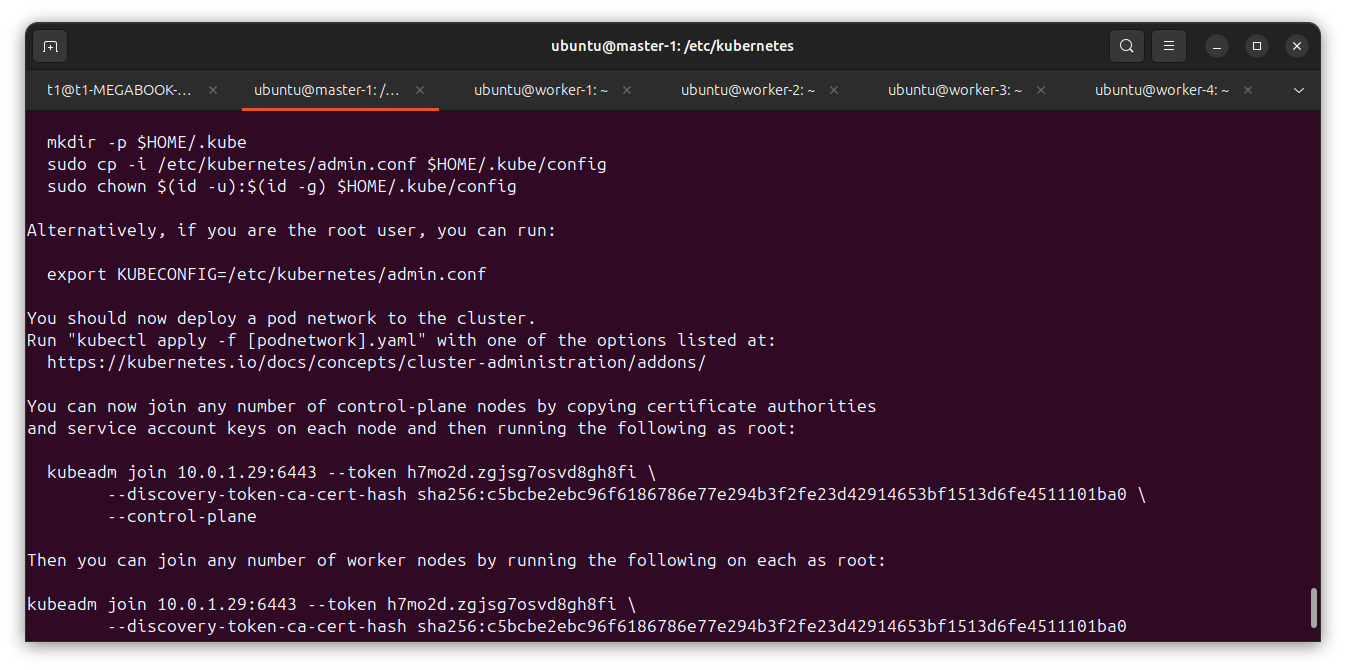 ubuntu@master-1: /etc/kubernetes
t1@t1-MEGABOOK-...
ubuntu@master-1: /...
ubuntu@worker-1: ~
ubuntu@worker-2: ~
ubuntu@worker-3: ~
ubuntu@worker-4: ~
mkdir -p $HOME/.kube
sudo cp -i /etc/kubernetes/admin.conf $HOME/.kube/config
sudo chown $(id -u):$(id -g) $HOME/.kube/config
Alternatively, if you are the root user, you can run:
export KUBECONFIG=/etc/kubernetes/admin.conf
You should now deploy a pod network to the cluster.
Run "kubectl apply -f [podnetwork].yaml" with one of the options listed at:
https://kubernetes.io/docs/concepts/cluster-administration/addons/
You can now join any number of control-plane nodes by copying certificate authorities
and service account keys on each node and then running the following as root:
kubeadm join 10.0.1.29:6443 --token h7mo2d.zgjsg7osvd8gh8fi \
--discovery-token-ca-cert-hash sha256:c5bcbe2ebc96f6186786e77e294b3f2fe23d42914653bf1513d6fe4511101ba0 \
--control-plane
Then you can join any number of worker nodes by running the following on each as root:
kubeadm join 10.0.1.29:6443 --token h7mo2d.zgjsg7osvd8gh8fi \
--discovery-token-ca-cert-hash sha256:c5bcbe2ebc96f6186786e77e294b3f2fe23d42914653bf1513d6fe4511101ba0